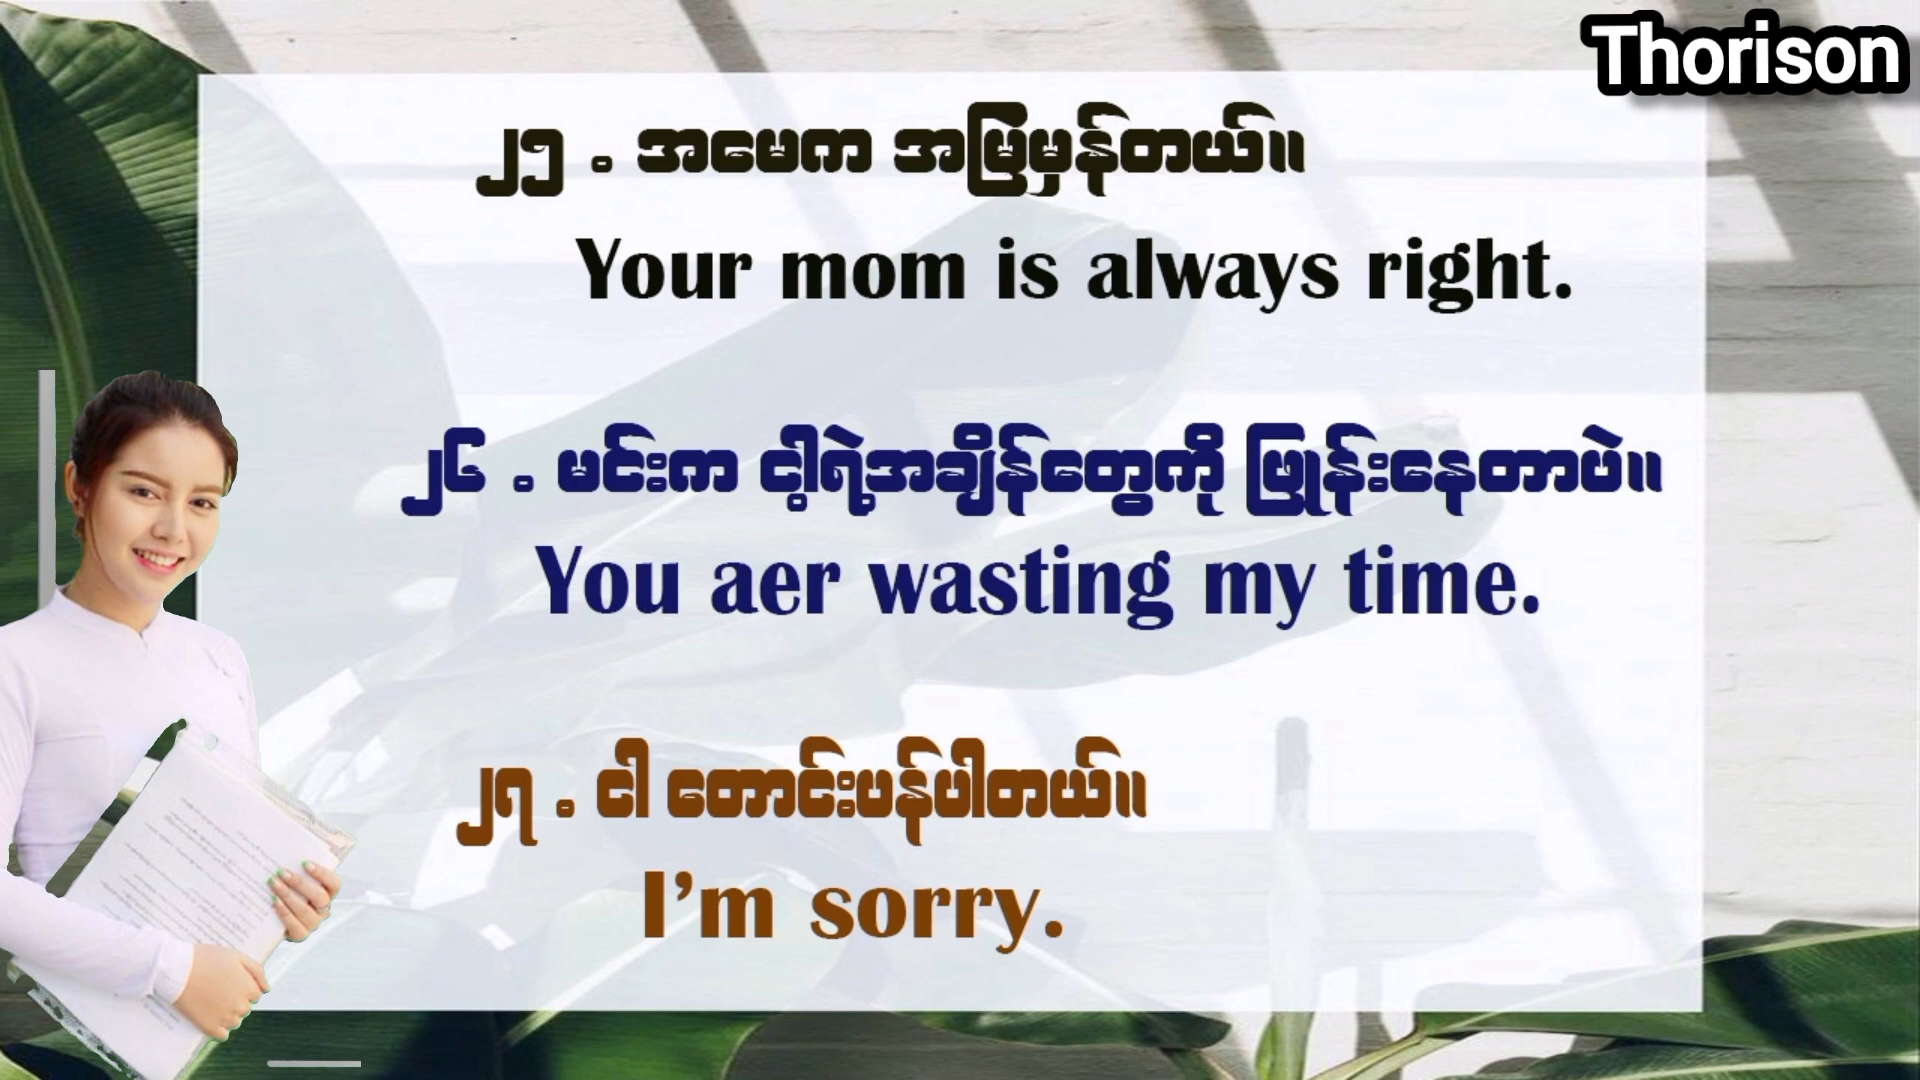 Thorison
၂၅ . အမေက အမြဲမှန်တယ်။
Your mom is always right.
၂၆ . မင်းက ငါ့ရဲ့အချိန်တွေကို ဖြုန်းနေတာပဲ။
You aer wasting my time.
၂၇ . ငါ တောင်းပန်ပါတယ်။
I’m sorry.